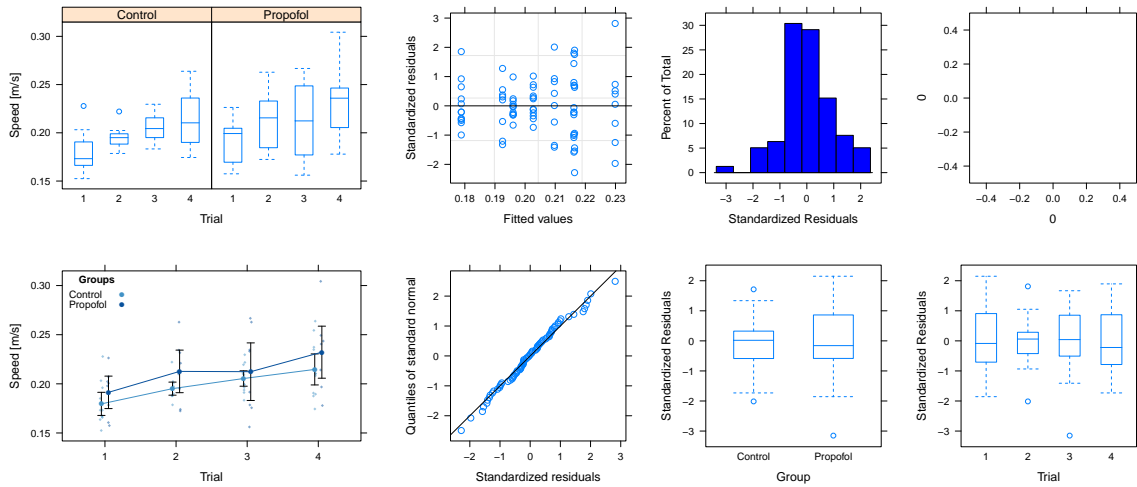 Control Propofol
0.30
0.25
0.20
0.15
Speed [m/s]
1 2 3 4 1 2 3 4
Trial
3
2
1
0
−1
−2
Standardized residuals
0.18 0.19 0.20 0.21 0.22 0.23
Fitted values
30
25
20
15
10
5
0
Percent of Total
−3 −2 −1 0 1 2
Standardized Residuals
0.4
0.2
0.0
−0.2
−0.4
0
−0.4 −0.2 0.0 0.2 0.4
0
Groups
Control
Propofol
0.30
0.25
0.20
0.15
Speed [m/s]
1 2 3 4
Trial
2
1
0
−1
−2
Quantiles of standard normal
−2 −1 0 1 2 3
Standardized residuals
2
1
0
−1
−2
−3
Standardized Residuals
Control Propofol
Group
2
1
0
−1
−2
−3
Standardized Residuals
1 2 3 4
Trial